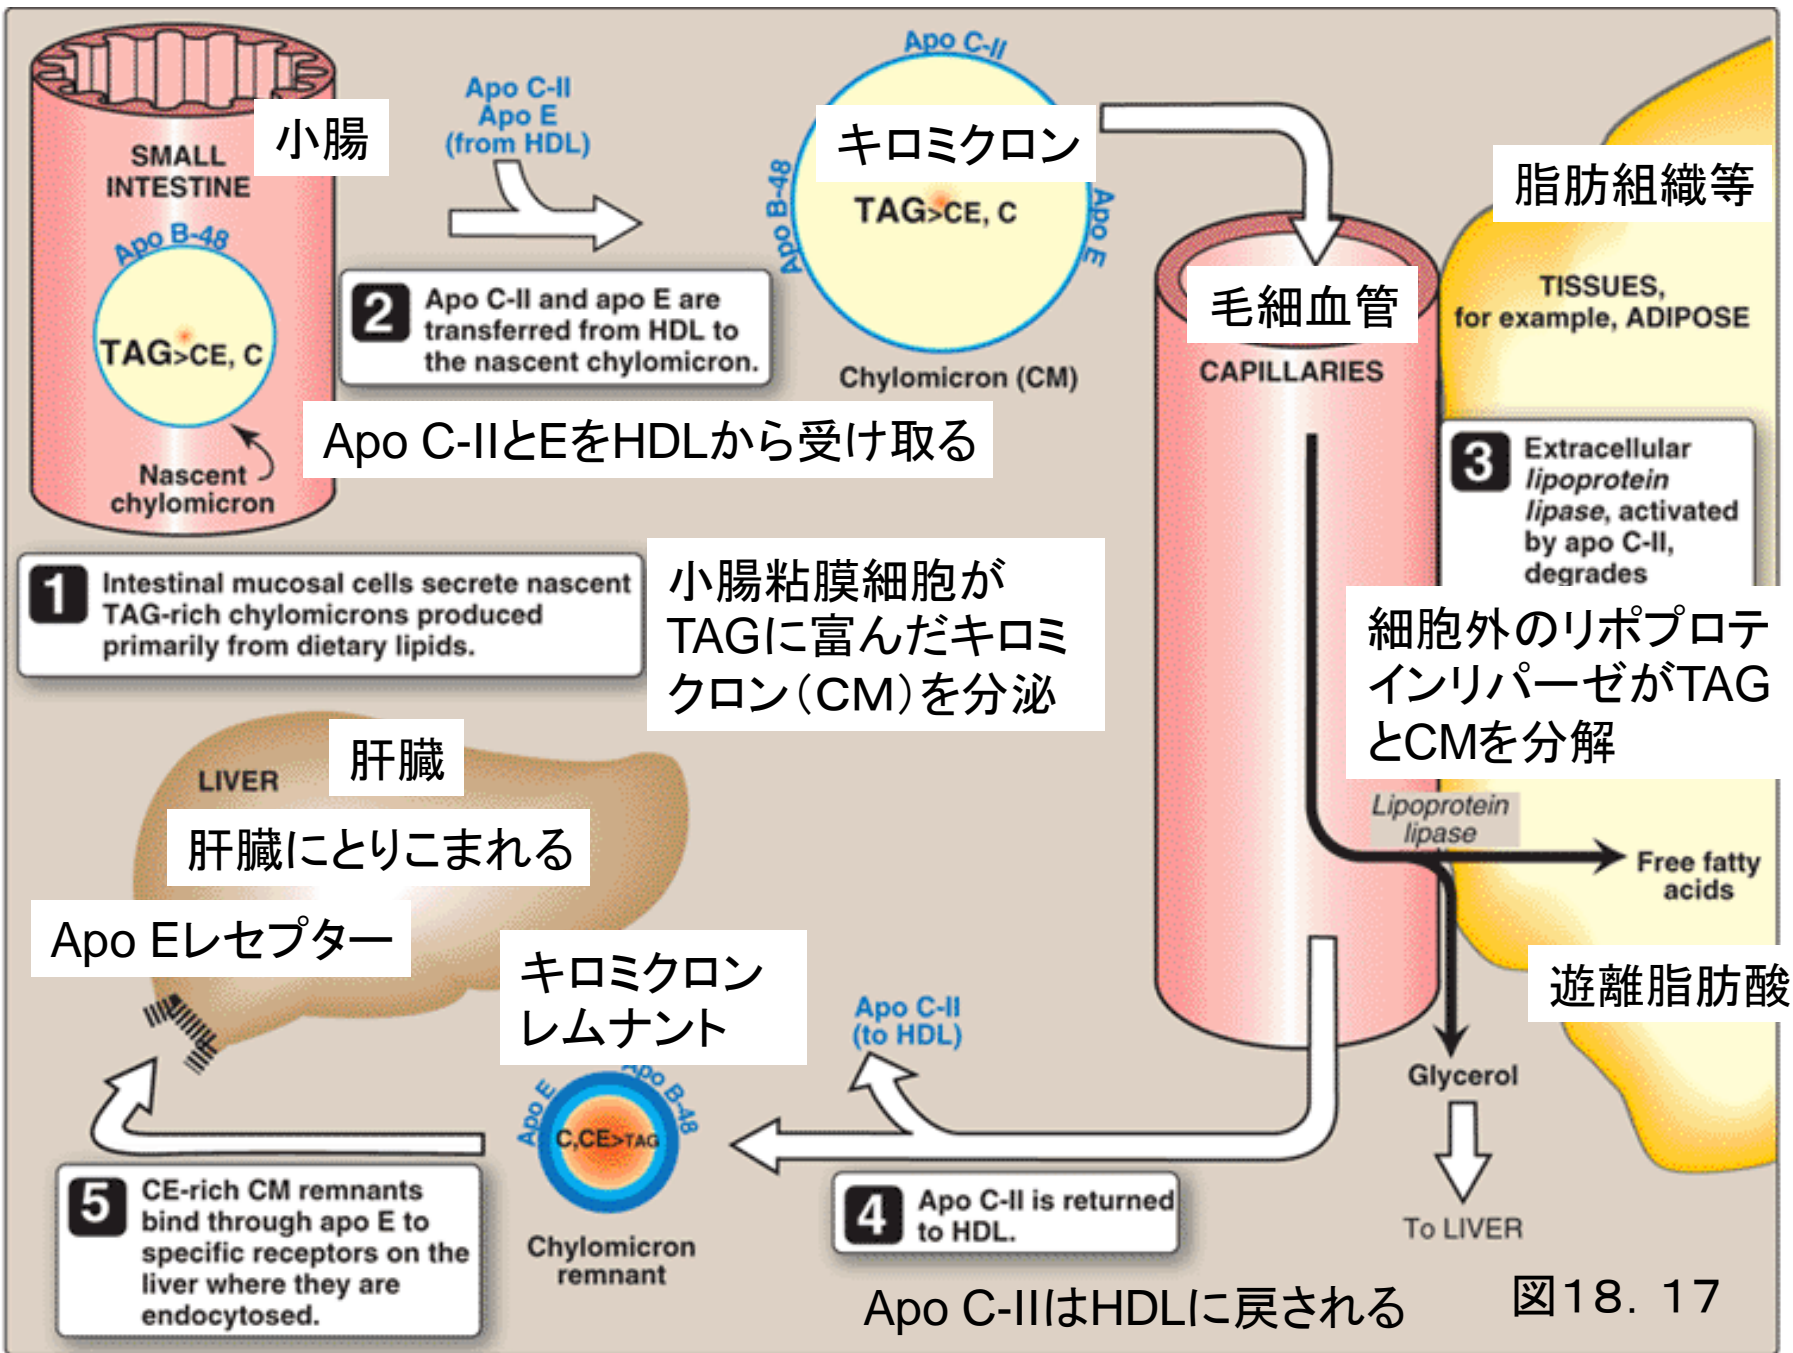 SMALL
INTESTINE
小腸
Apo B-48
TAG>CE, C
Nascent
chylomicron
Apo C-II
Apo E
(from HDL)
2 Apo C-II and apo E are
transferred from HDL to
the nascent chylomicron.
Apo C-IIとEをHDLから受け取る
Apo C-II
Apo B-48
Apo E
キロミクロン
TAG>CE, C
Chylomicron (CM)
毛細血管
CAPILLARIES
脂肪組織等
TISSUES,
for example, ADIPOSE
1 Intestinal mucosal cells secrete nascent
TAG-rich chylomicrons produced
primarily from dietary lipids.
小腸粘膜細胞が
TAGに富んだキロミ
クロン（CM）を分泌
3 Extracellular
lipoprotein
lipase, activated
by apo C-II,
degrades
細胞外のリポプロテ
インリパーゼがTAG
とCMを分解
Lipoprotein
lipase
Free fatty
acids
遊離脂肪酸
Glycerol
To LIVER
LIVER
肝臓
肝臓にとりこまれる
Apo Eレセプター
キロミクロン
レムナント
Apo E
Apo B-48
C,CE>TAG
Chylomicron
remnant
Apo C-II
(to HDL)
4 Apo C-II is returned
to HDL.
Apo C-IIはHDLに戻される
5 CE-rich CM remnants
bind through apo E to
specific receptors on the
liver where they are
endocytosed.
図18．17